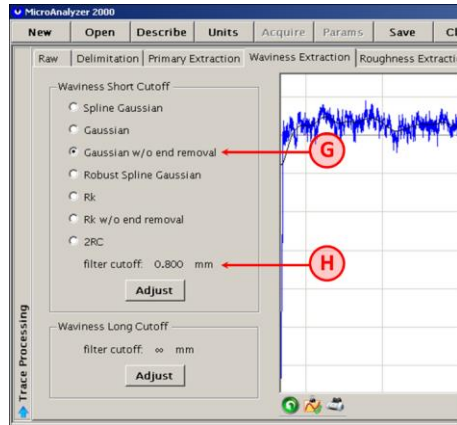 MicroAnalyzer 2000
New Open Describe Units Acquire Params Save
Raw Delimitation Primary Extraction Waviness Extraction Roughness
Waviness Short Cutoff
Spline Gaussian
Gaussian
Gaussian w/o end removal
G
Robust Spline Gaussian
Rk
Rk w/o end removal
2RC
filter cutoff: 0.800 mm
H
Adjust
Waviness Long Cutoff
filter cutoff: ∞ mm
Adjust
Trace Processing